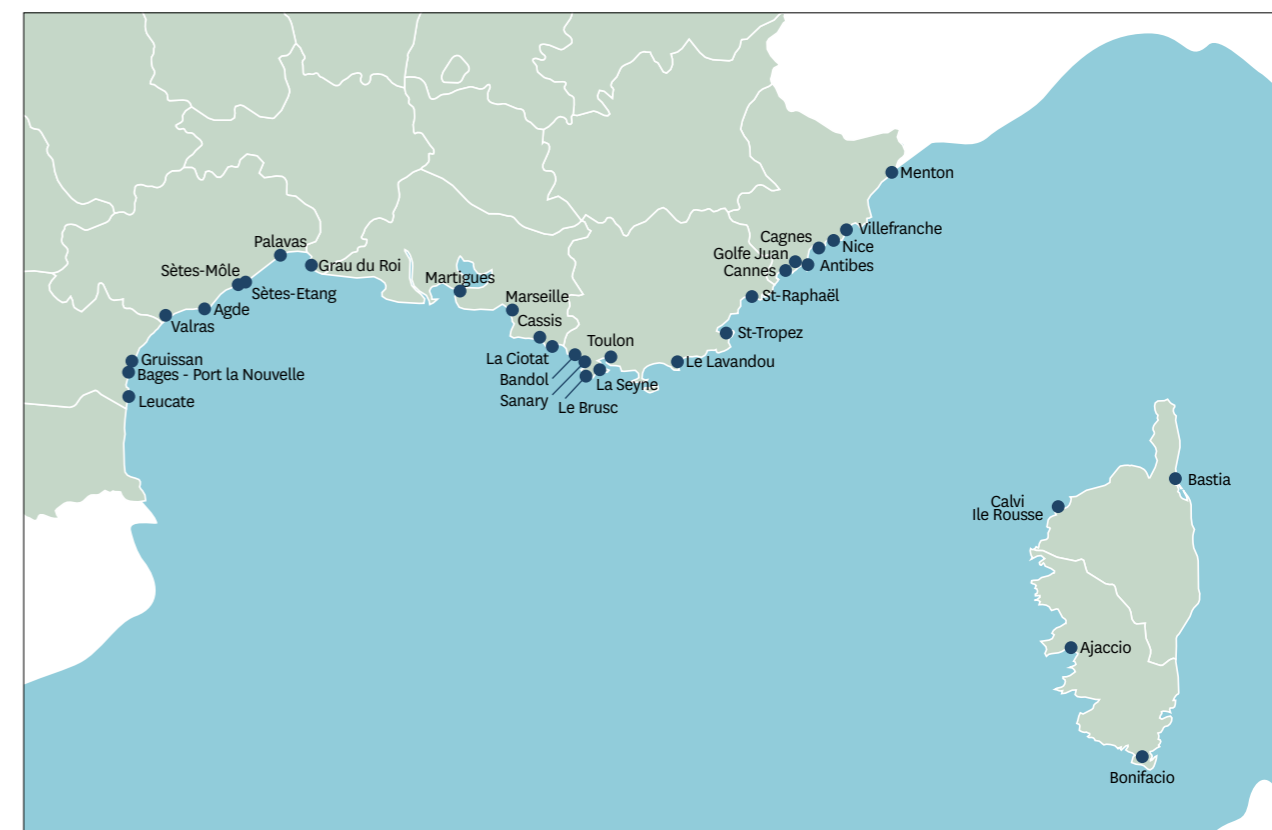 Menton
Villefranche
Cagnes
Nice
Palavas
Golfe Juan
Grau du Roi
Antibes
Sètes-Môle
Cannes
Martigues
Sètes-Etang
St-Raphaël
Marseille
Agde
Cassis
Valras
St-Tropez
Toulon
La Ciotat
Gruissan
Le Lavandou
Bages - Port la Nouvelle
Bandol
La Seyne
Leucate
Sanary
Le Brusc
Bastia
Calvi
Ile Rousse
Ajaccio
Bonifacio